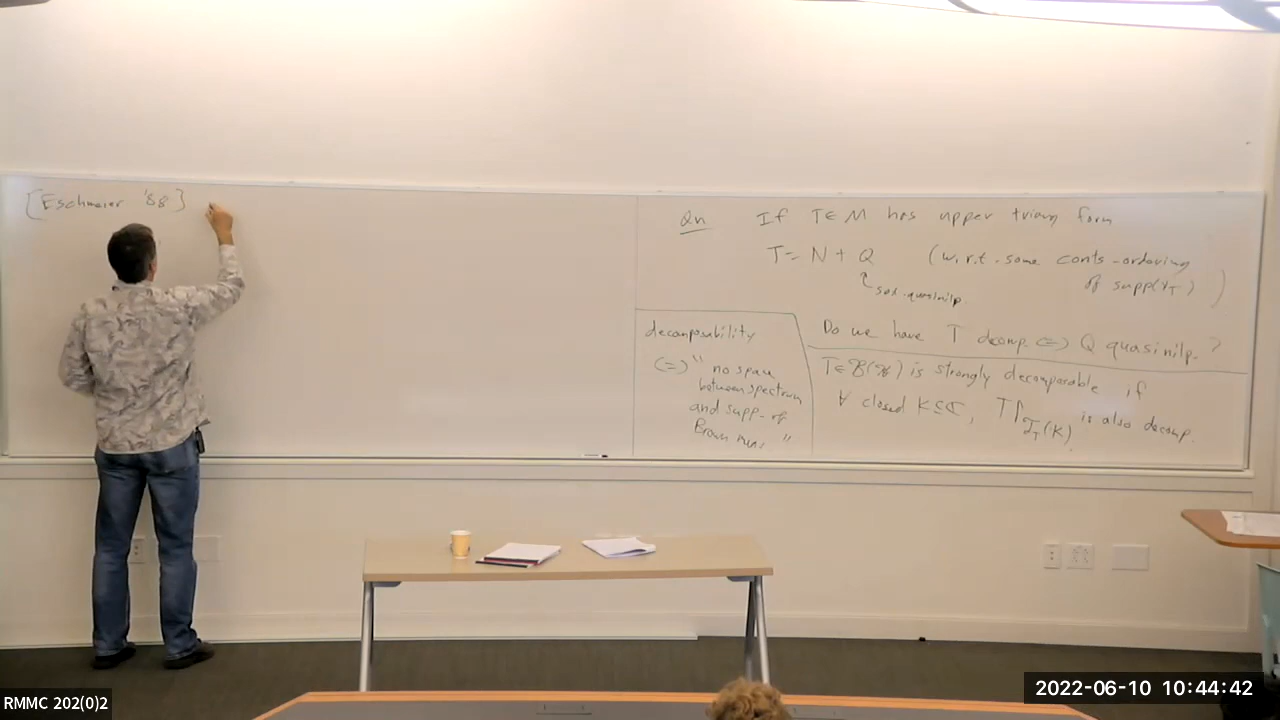 [Eschmeier '88]
Qn If T∈M has upper triang form
T = N + Q (w.r.t. some conts-ordering
of supp(ν_T) )
sot-quasinilp.
Do we have T decomp. <=> Q quasinilp. ?
decomposability
<=> "no space
between spectrum
and supp. of
Brown meas"
T∈B(H) is strongly decomposable if
∀ closed K⊆ℂ, T↾_{J_T(K)} is also decomp.
RMMC 202(0)2
2022-06-10 10:44:42